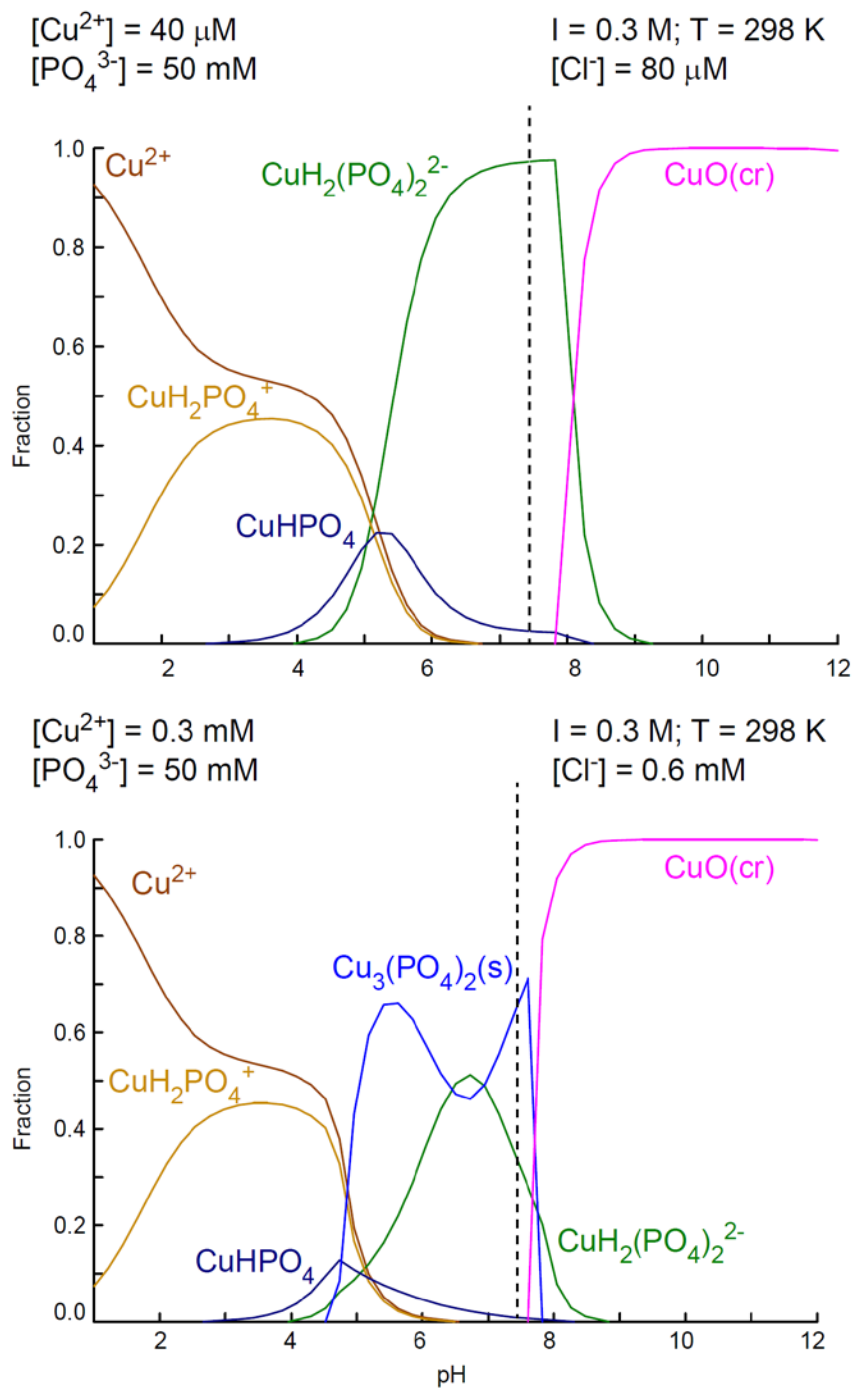 [Cu²⁺] = 40 μM
I = 0.3 M; T = 298 K
[PO₄³⁻] = 50 mM
[Cl⁻] = 80 μM
1.0
Cu²⁺
CuH₂(PO₄)₂²⁻
CuO(cr)
0.8
0.6
CuH₂PO₄⁺
0.4
Fraction
CuHPO₄
0.2
0.0
2 4 6 8 10 12
[Cu²⁺] = 0.3 mM
I = 0.3 M; T = 298 K
[PO₄³⁻] = 50 mM
[Cl⁻] = 0.6 mM
1.0
Cu²⁺
CuO(cr)
0.8
Cu₃(PO₄)₂(s)
0.6
CuH₂PO₄⁺
0.4
Fraction
0.2
CuHPO₄
CuH₂(PO₄)₂²⁻
0.0
2 4 6 8 10 12
pH